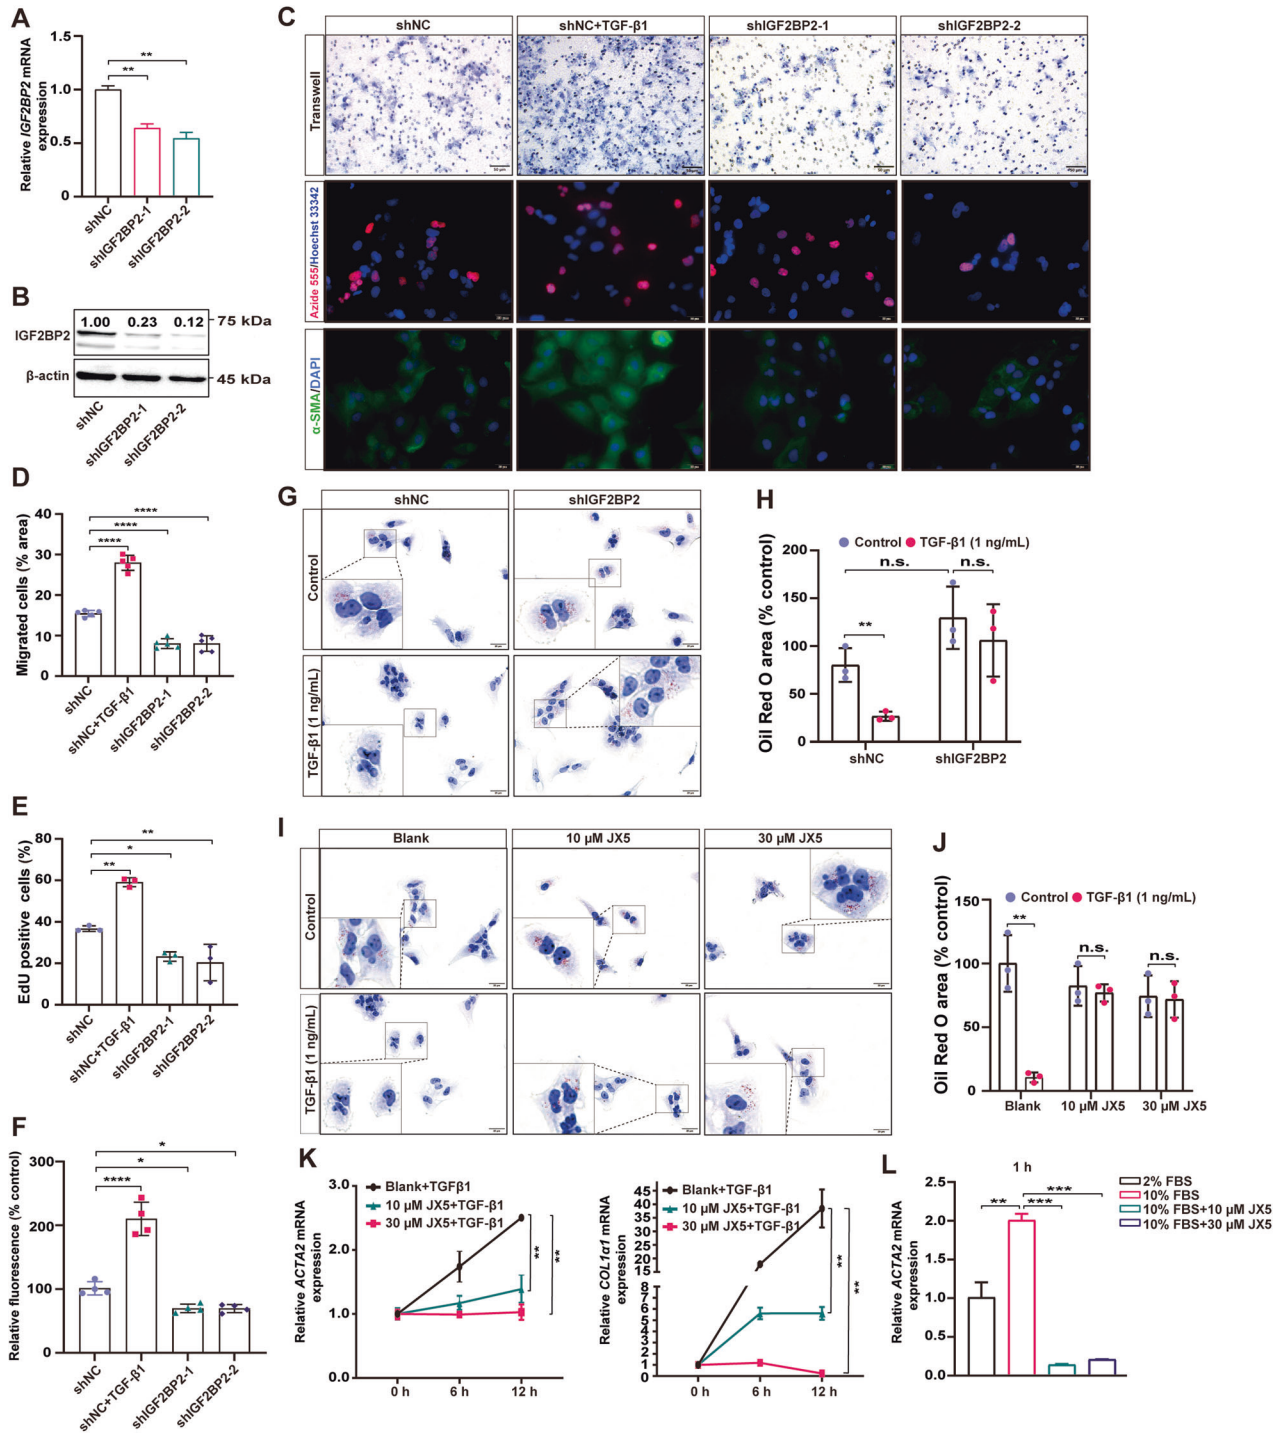 A
Relative IGF2BP2 mRNA
expression
1.5
1.0
0.5
0
**
**
shNC
shIGF2BP2-1
shIGF2BP2-2
B
IGF2BP2
1.00 0.23 0.12
75 kDa
β-actin
45 kDa
shNC
shIGF2BP2-1
shIGF2BP2-2
C
shNC
shNC+TGF-β1
shIGF2BP2-1
shIGF2BP2-2
Transwell
Azide 555/Hoechst 33342
α-SMA/DAPI
D
Migrated cells (% area)
40
30
20
10
0
****
****
****
shNC
shNC+TGF-β1
shIGF2BP2-1
shIGF2BP2-2
E
EdU positive cells (%)
80
60
40
20
0
**
*
**
shNC
shNC+TGF-β1
shIGF2BP2-1
shIGF2BP2-2
F
Relative fluorescence (% control)
300
200
100
0
*
*
****
shNC
shNC+TGF-β1
shIGF2BP2-1
shIGF2BP2-2
G
shNC
shIGF2BP2
Control
TGF-β1 (1 ng/mL)
H
Oil Red O area (% control)
Control TGF-β1 (1 ng/mL)
200
150
100
50
0
n.s.
n.s.
**
shNC
shIGF2BP2
I
Blank
10 μM JX5
30 μM JX5
Control
TGF-β1 (1 ng/mL)
J
Oil Red O area (% control)
Control TGF-β1 (1 ng/mL)
150
100
50
0
**
n.s.
n.s.
Blank
10 μM JX5
30 μM JX5
K
Relative ACTA2 mRNA
expression
3.0
2.0
1.0
0.0
Blank+TGFβ1
10 μM JX5+TGF-β1
30 μM JX5+TGF-β1
**
**
0 h
6 h
12 h
Relative COL1α1 mRNA
expression
45
40
35
30
25
20
15
8
7
6
5
4
3
2
1
0
Blank+TGF-β1
10 μM JX5+TGF-β1
30 μM JX5+TGF-β1
**
**
0 h
6 h
12 h
L
1 h
Relative ACTA2 mRNA
expression
2.5
2.0
1.5
1.0
0.5
0.0
***
**
***
2% FBS
10% FBS
10% FBS+10 μM JX5
10% FBS+30 μM JX5